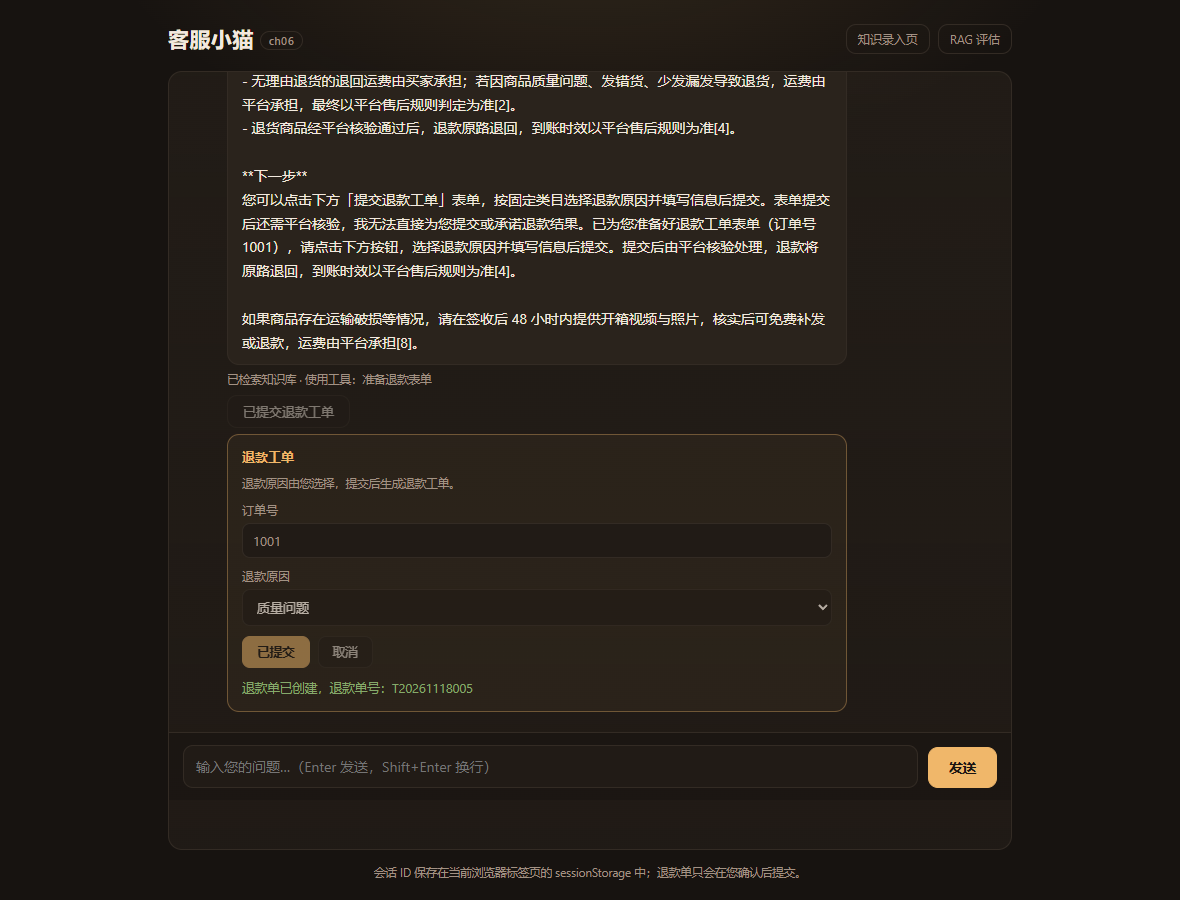 客服小猫 ch06
知识录入页
RAG 评估
- 无理由退货的退回运费由买家承担；若因商品质量问题、发错货、少发漏发导致退货，运费由
平台承担，最终以平台售后规则判定为准[2]。
- 退货商品经平台核验通过后，退款原路退回，到账时效以平台售后规则为准[4]。
**下一步**
您可以点击下方「提交退款工单」表单，按固定类目选择退款原因并填写信息后提交。表单提交
后还需平台核验，我无法直接为您提交或承诺退款结果。已为您准备好退款工单表单（订单号
1001），请点击下方按钮，选择退款原因并填写信息后提交。提交后由平台核验处理，退款将
原路退回，到账时效以平台售后规则为准[4]。
如果商品存在运输破损等情况，请在签收后 48 小时内提供开箱视频与照片，核实后可免费补发
或退款，运费由平台承担[8]。
已检索知识库 · 使用工具：准备退款表单
已提交退款工单
退款工单
退款原因由您选择，提交后生成退款工单。
订单号
1001
退款原因
质量问题
已提交
取消
退款单已创建，退款单号：T20261118005
输入您的问题...（Enter 发送，Shift+Enter 换行）
发送
会话 ID 保存在当前浏览器标签页的 sessionStorage 中；退款单只会在您确认后提交。